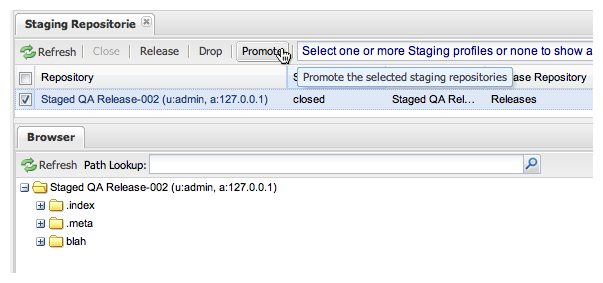 Staging Repositorie
Refresh Close Release Drop Promote Select one or more Staging profiles or none to show a
Promote the selected staging repositories
Repository S ase Repository
Staged QA Release-002 (u:admin, a:127.0.0.1) closed Staged QA Rel... Releases
Browser
Refresh Path Lookup:
Staged QA Release-002 (u:admin, a:127.0.0.1)
.index
.meta
blah